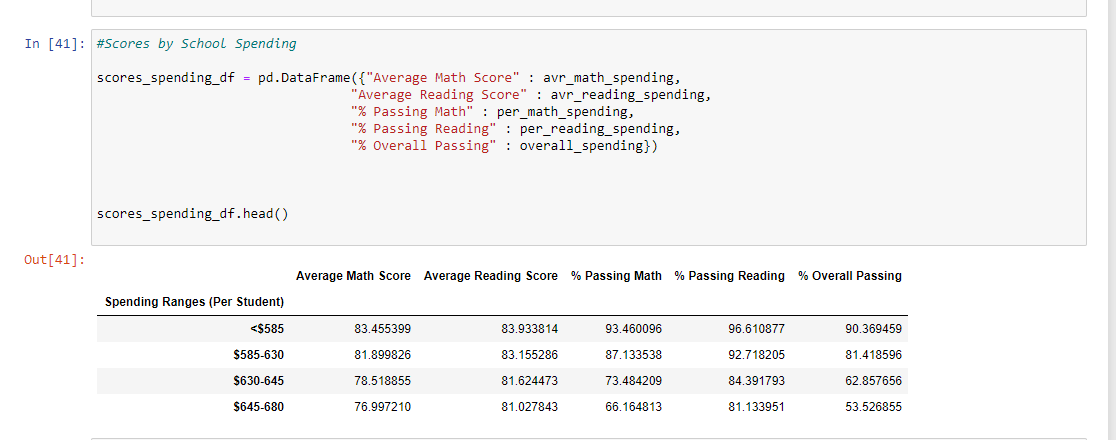 In [41]: #Scores by School Spending
scores_spending_df = pd.DataFrame({"Average Math Score" : avr_math_spending,
"Average Reading Score" : avr_reading_spending,
"% Passing Math" : per_math_spending,
"% Passing Reading" : per_reading_spending,
"% Overall Passing" : overall_spending})
scores_spending_df.head()
Out[41]:
Average Math Score Average Reading Score % Passing Math % Passing Reading % Overall Passing
Spending Ranges (Per Student)
<$585 83.455399 83.933814 93.460096 96.610877 90.369459
$585-630 81.899826 83.155286 87.133538 92.718205 81.418596
$630-645 78.518855 81.624473 73.484209 84.391793 62.857656
$645-680 76.997210 81.027843 66.164813 81.133951 53.526855